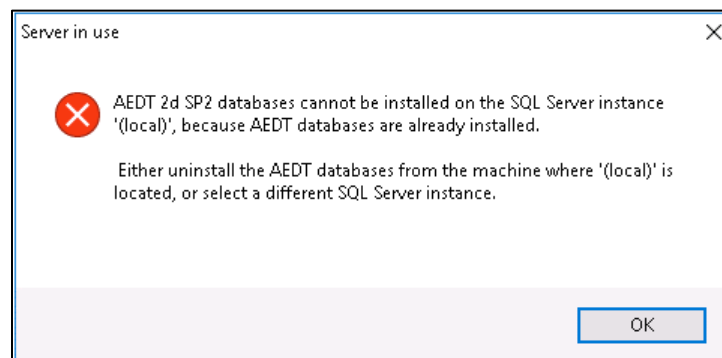 Server in use
AEDT 2d SP2 databases cannot be installed on the SQL Server instance
'(local)', because AEDT databases are already installed.
Either uninstall the AEDT databases from the machine where '(local)' is
located, or select a different SQL Server instance.
OK